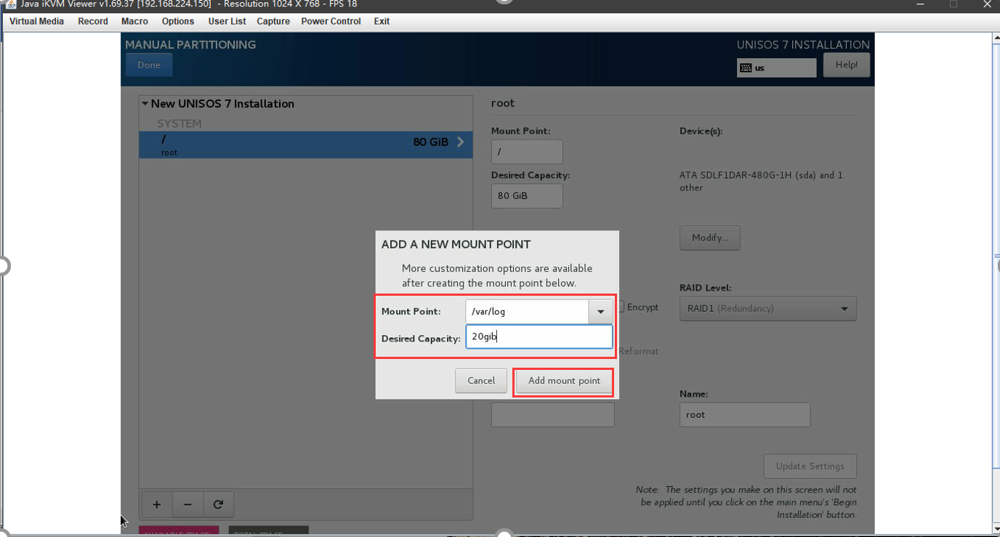 Java iKVM Viewer v1.69.37 [192.168.224.150]  - Resolution 1024 X 768 - FPS 18
Virtual Media Record Macro Options User List Capture Power Control Exit
MANUAL PARTITIONING
UNISOS 7 INSTALLATION
Done
us
Help!
New UNISOS 7 Installation
SYSTEM
/
80 GiB
root
root
Mount Point:
/
Desired Capacity:
80 GiB
Device(s):
ATA SDLF1DAR-480G-1H (sda) and 1
other
Modify...
RAID Level:
RAID1 (Redundancy)
Encrypt
Reformat
Name:
root
Update Settings
Note: The settings you make on this screen will not
be applied until you click on the main menu's 'Begin
Installation' button.
ADD A NEW MOUNT POINT
More customization options are available
after creating the mount point below.
Mount Point: /var/log
Desired Capacity: 20gib
Cancel
Add mount point
+ −
AVAILABLE SPACE
TOTAL SPACE